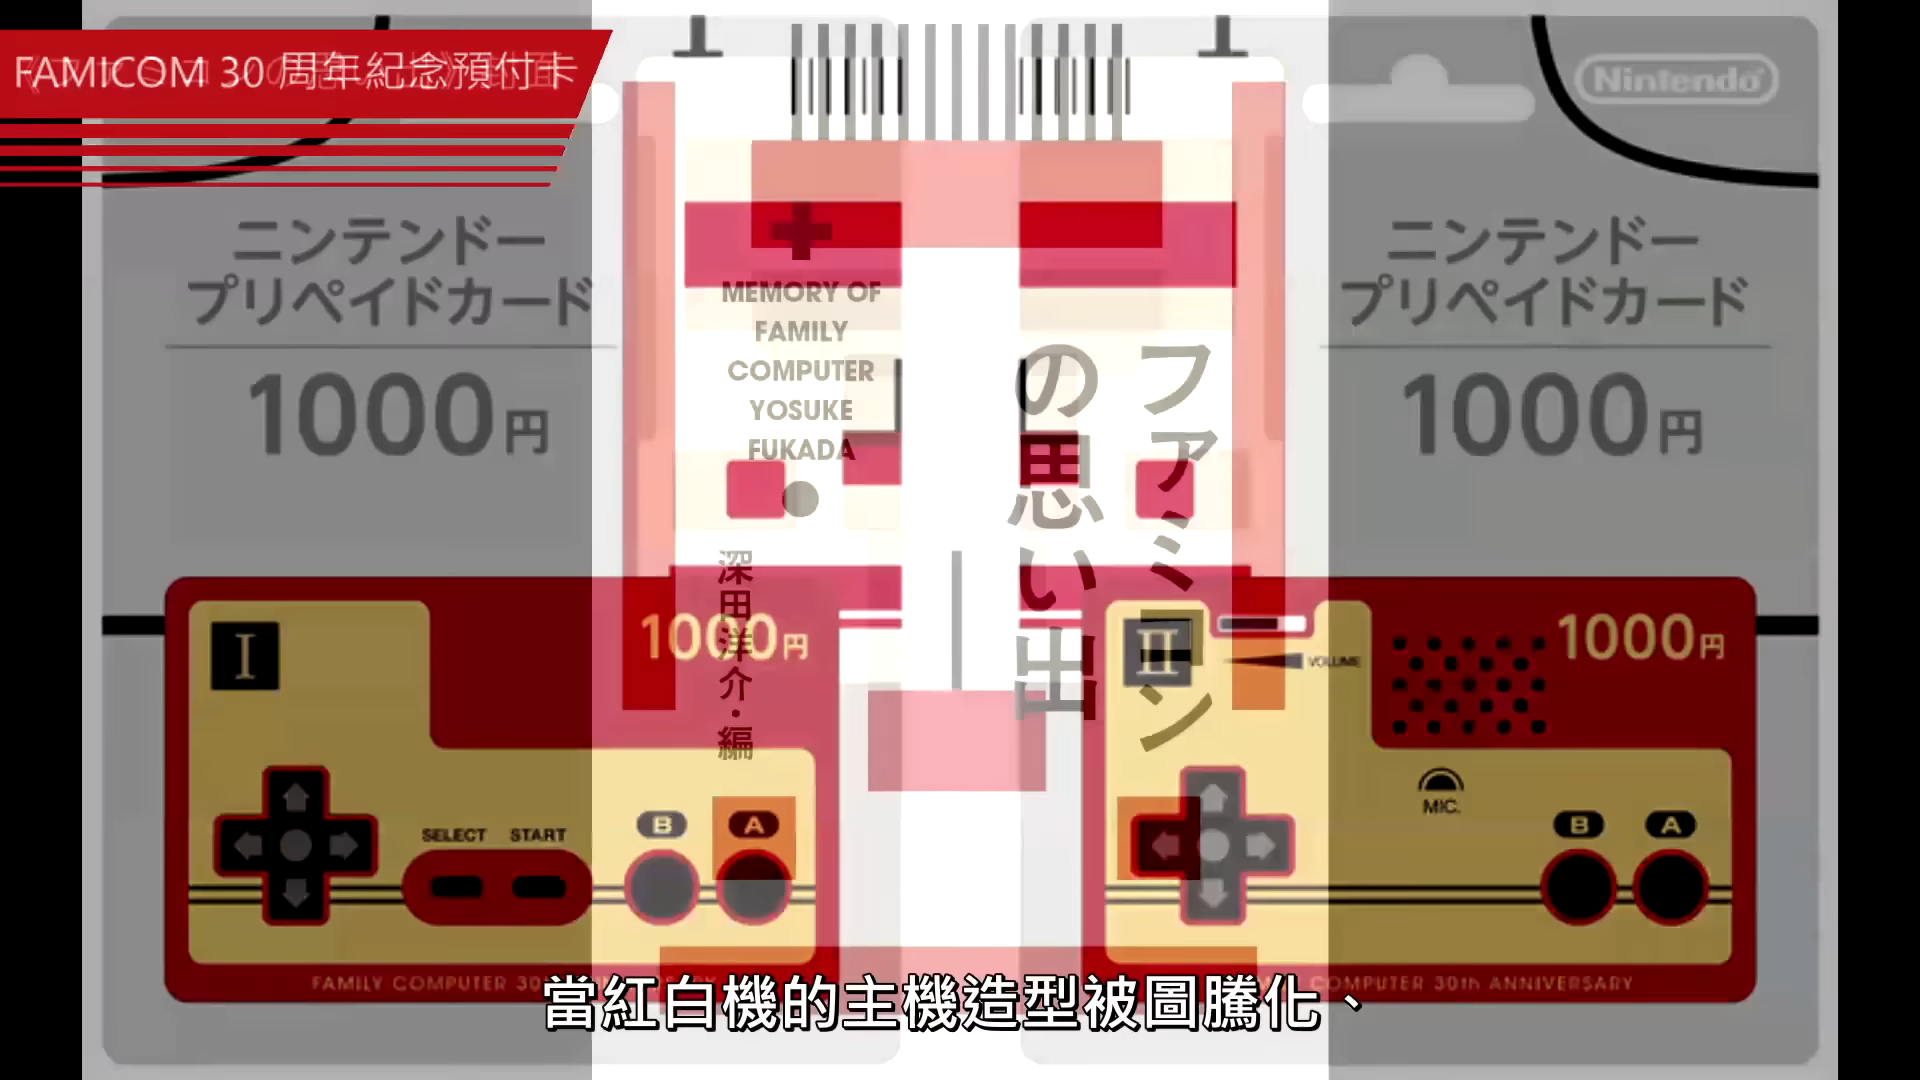 FAMICOM 30 周年紀念預付卡
Nintendo
ニンテンドー
プリペイドカード
1000円
ニンテンドー
プリペイドカード
1000円
MEMORY OF
FAMILY
COMPUTER
YOSUKE
FUKADA
ファミコン
の思い出
深田洋介・編
I
1000円
SELECT START
B A
FAMILY COMPUTER 30
II
VOLUME
1000円
MIC.
B A
COMPUTER 30th ANNIVERSARY
當紅白機的主機造型被圖騰化、